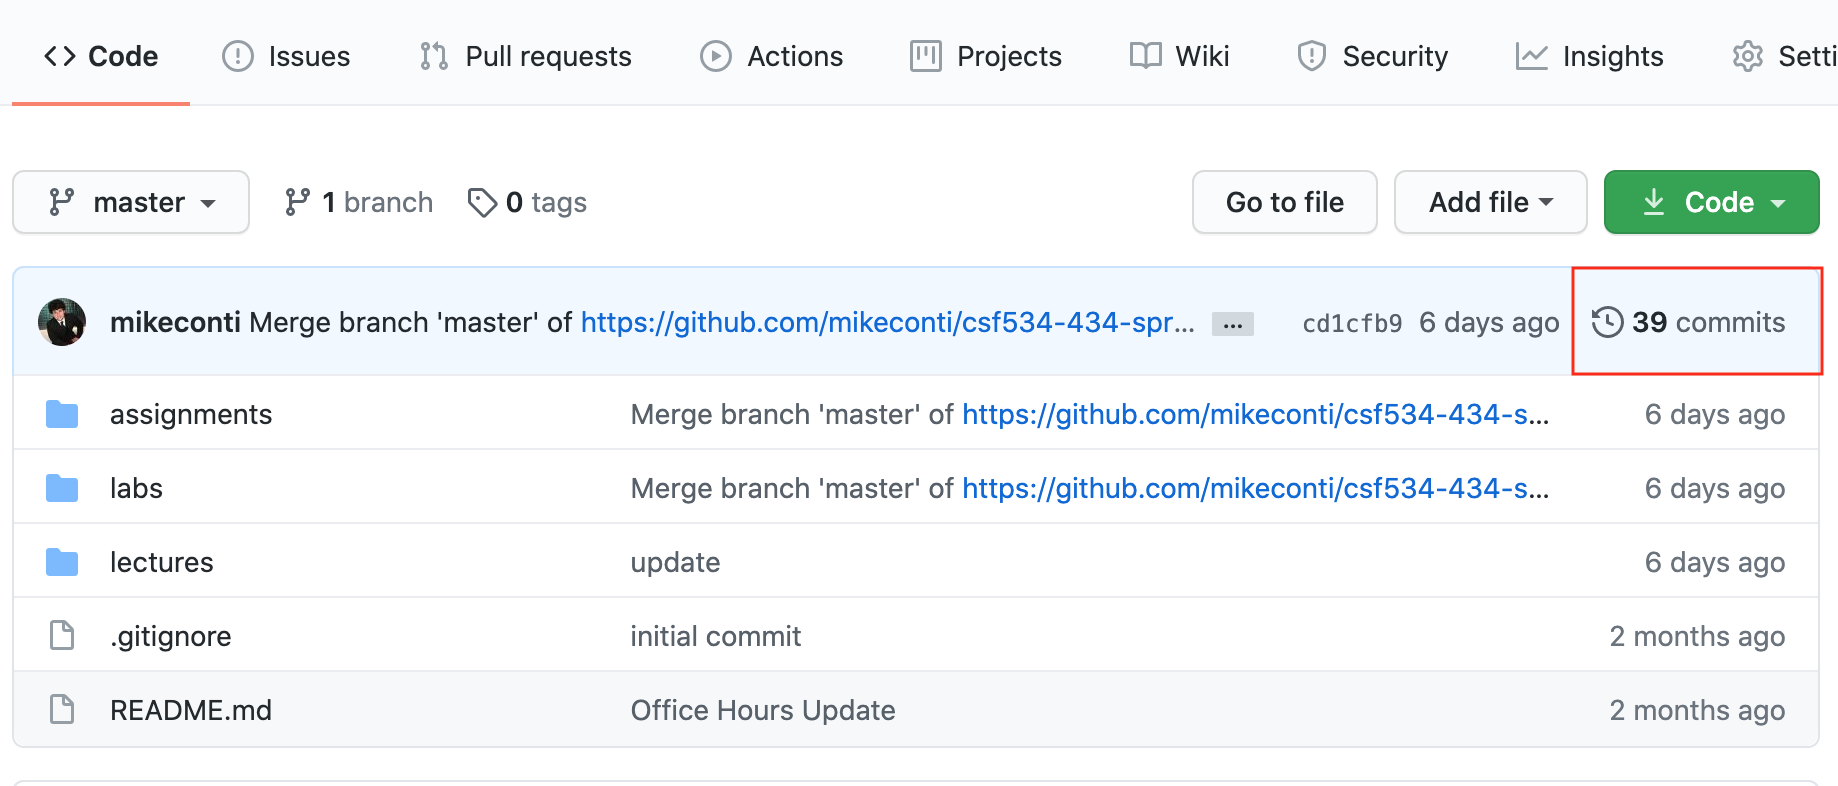 <> Code Issues Pull requests Actions Projects Wiki Security Insights Setti
master 1 branch 0 tags Go to file Add file Code
mikeconti Merge branch 'master' of https://github.com/mikeconti/csf534-434-spr... ... cd1cfb9 6 days ago 39 commits
assignments Merge branch 'master' of https://github.com/mikeconti/csf534-434-s... 6 days ago
labs Merge branch 'master' of https://github.com/mikeconti/csf534-434-s... 6 days ago
lectures update 6 days ago
.gitignore initial commit 2 months ago
README.md Office Hours Update 2 months ago